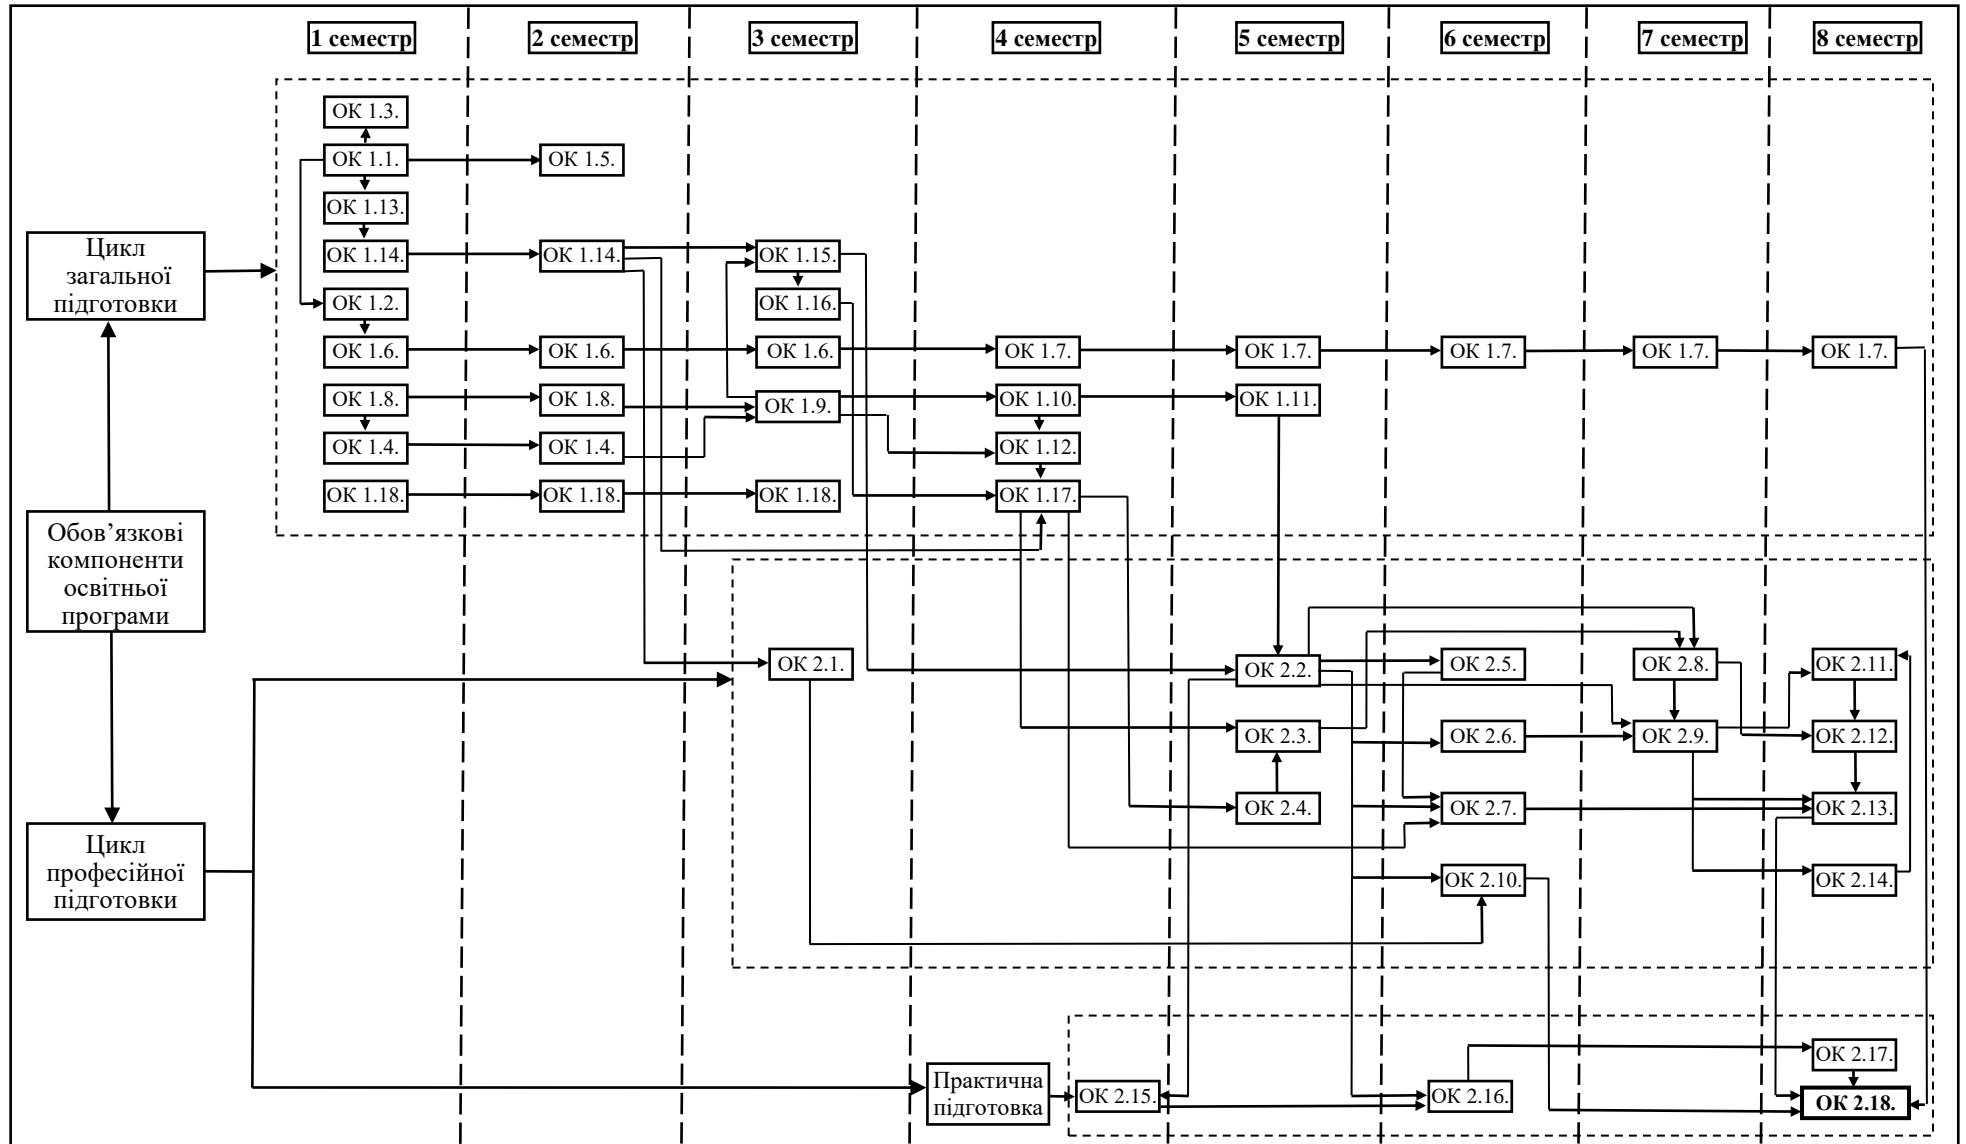 1 семестр
2 семестр
3 семестр
4 семестр
5 семестр
6 семестр
7 семестр
8 семестр
ОК 1.3.
ОК 1.1.
ОК 1.5.
ОК 1.13.
Цикл
загальної
підготовки
ОК 1.14.
ОК 1.14.
ОК 1.15.
ОК 1.2.
ОК 1.16.
ОК 1.6.
ОК 1.6.
ОК 1.6.
ОК 1.7.
ОК 1.7.
ОК 1.7.
ОК 1.7.
ОК 1.7.
ОК 1.8.
ОК 1.8.
ОК 1.9.
ОК 1.10.
ОК 1.11.
ОК 1.4.
ОК 1.4.
ОК 1.12.
ОК 1.18.
ОК 1.18.
ОК 1.18.
ОК 1.17.
Обов’язкові
компоненти
освітньої
програми
ОК 2.1.
ОК 2.2.
ОК 2.5.
ОК 2.8.
ОК 2.11.
ОК 2.3.
ОК 2.6.
ОК 2.9.
ОК 2.12.
ОК 2.4.
ОК 2.7.
ОК 2.13.
Цикл
професійної
підготовки
ОК 2.10.
ОК 2.14.
Практична
підготовка
ОК 2.15.
ОК 2.16.
ОК 2.17.
ОК 2.18.